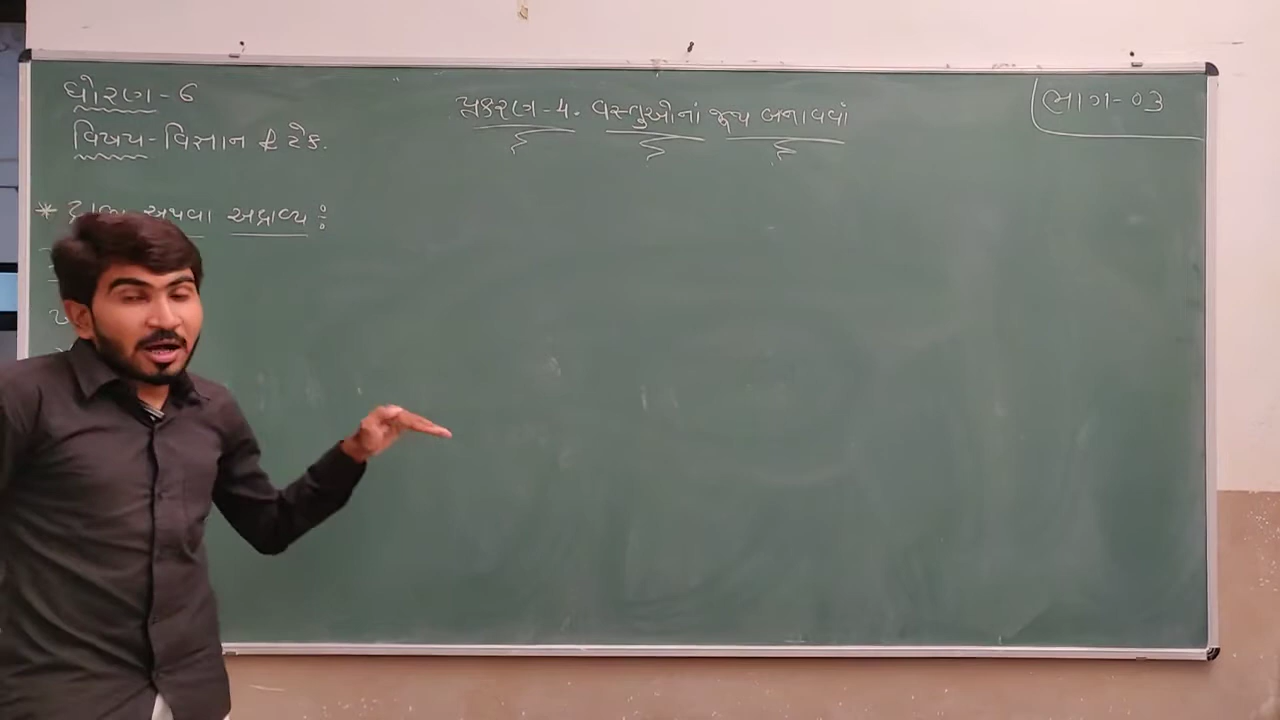 ધોરણ-6
પ્રકરણ-4. વસ્તુઓનાં જૂથ બનાવવાં
ભાગ-03
વિષય-વિજ્ઞાન & ટેક.
* દ્રાવ્ય અથવા અદ્રાવ્ય :